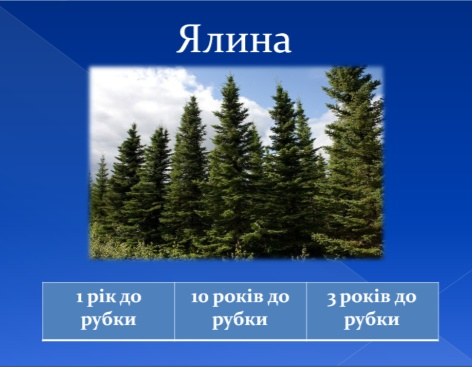 Ялина
1 рік до
рубки
10 років до
рубки
3 років до
рубки